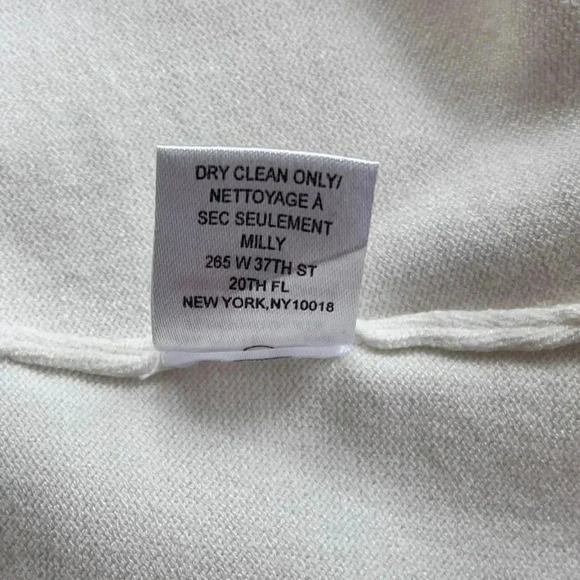 DRY CLEAN ONLY/
NETTOYAGE À
SEC SEULEMENT
MILLY
265 W 37TH ST
20TH FL
NEW YORK,NY10018